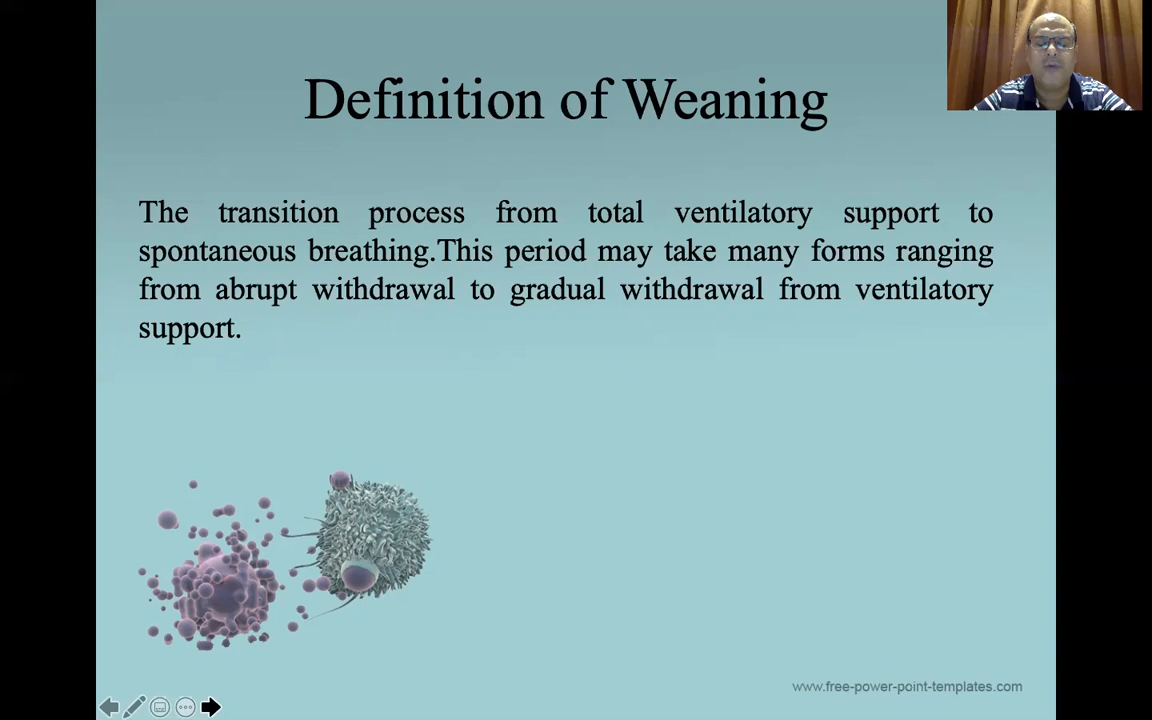 Definition of Weaning
The transition process from total ventilatory support to
spontaneous breathing.This period may take many forms ranging
from abrupt withdrawal to gradual withdrawal from ventilatory
support.
www.free-power-point-templates.com